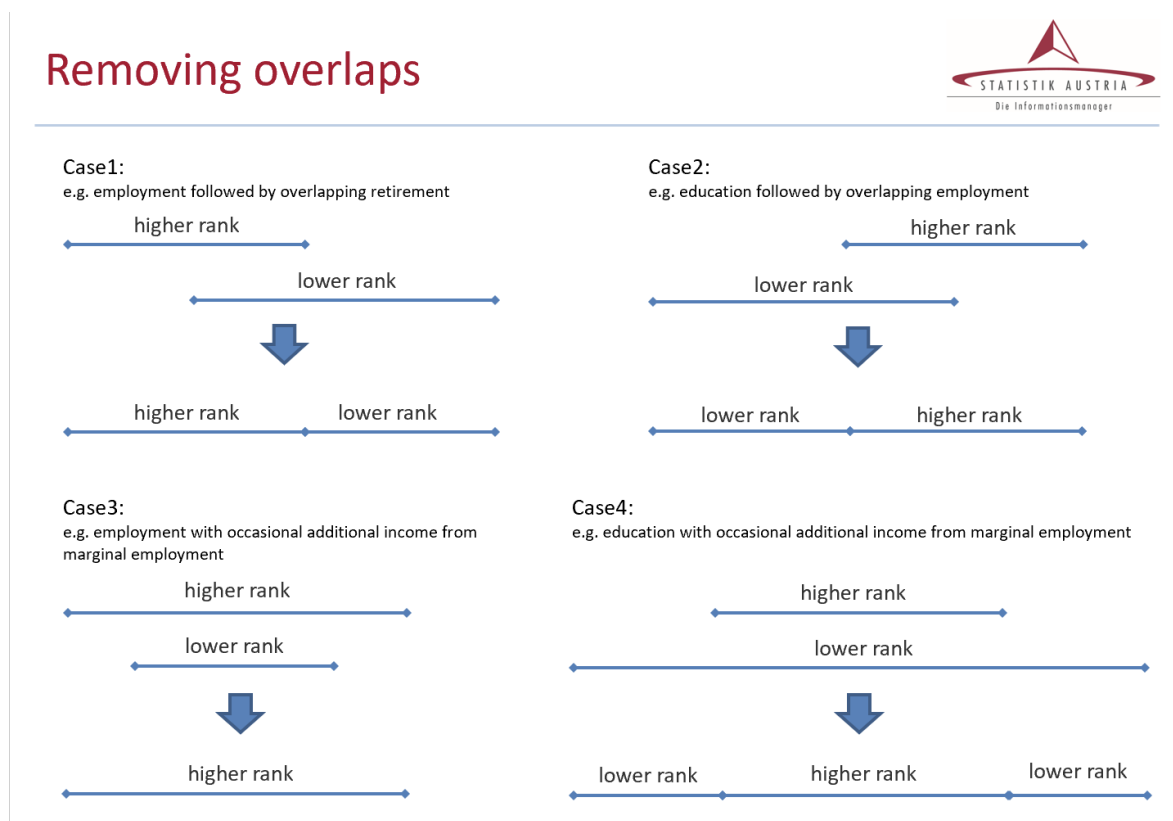 Removing overlaps
STATISTIK AUSTRIA
Die Informationsmanager
Case1:
e.g. employment followed by overlapping retirement
higher rank
lower rank
higher rank
lower rank
Case2:
e.g. education followed by overlapping employment
higher rank
lower rank
lower rank
higher rank
Case3:
e.g. employment with occasional additional income from
marginal employment
higher rank
lower rank
higher rank
Case4:
e.g. education with occasional additional income from marginal employment
higher rank
lower rank
lower rank
higher rank
lower rank